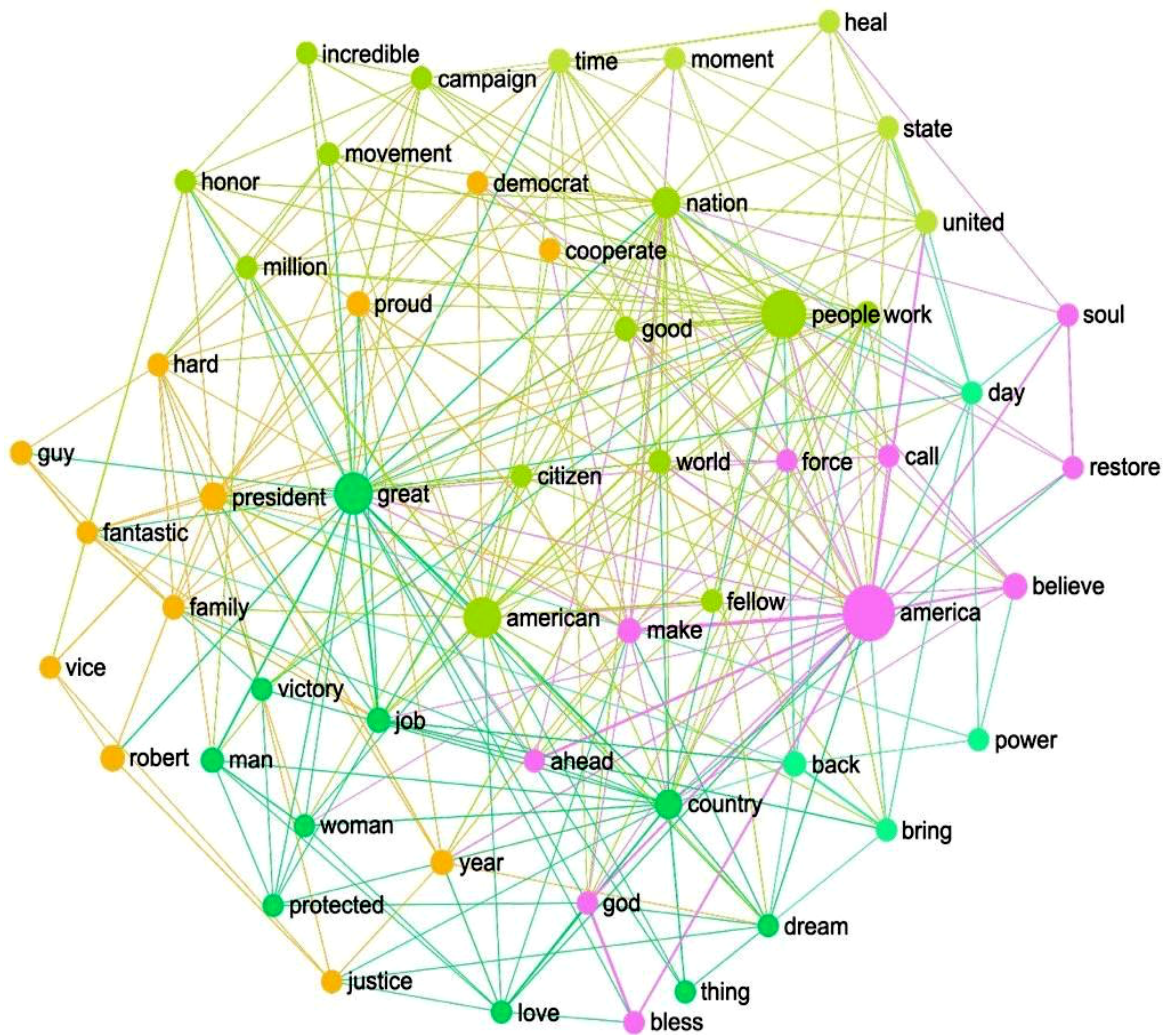 heal
incredible
time
moment
campaign
state
movement
honor
democrat
nation
united
cooperate
million
proud
people
work
soul
good
hard
day
guy
citizen
world
force
call
restore
president
great
fantastic
believe
family
american
fellow
america
make
vice
victory
job
power
robert
man
ahead
back
country
woman
bring
year
protected
god
dream
justice
thing
love
bless